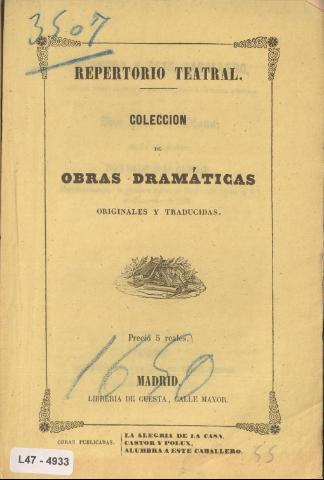 3507
REPERTORIO TEATRAL.
COLECCION
DE
OBRAS DRAMÁTICAS
ORIGINALES Y TRADUCIDAS.
Precio 5 reales.
1650
MADRID.
LIBRERIA DE CUESTA, CALLE MAYOR.
OBRAS PUBLICADAS.
LA ALEGRIA DE LA CASA.
CASTOR Y POLUX.
ALUMBRA A ESTE CABALLERO.
55
L47 - 4933